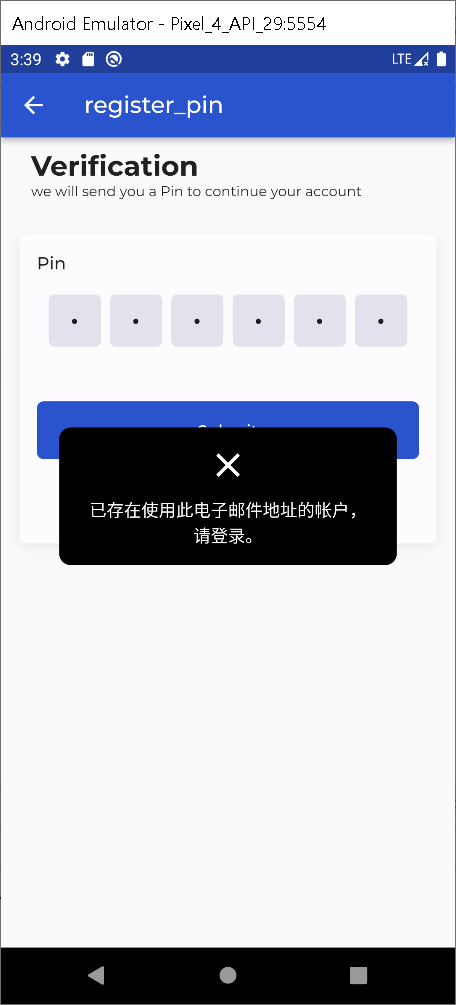 Android Emulator - Pixel_4_API_29:5554
3:39
LTE
register_pin
Verification
we will send you a Pin to continue your account
Pin
已存在使用此电子邮件地址的帐户，
请登录。